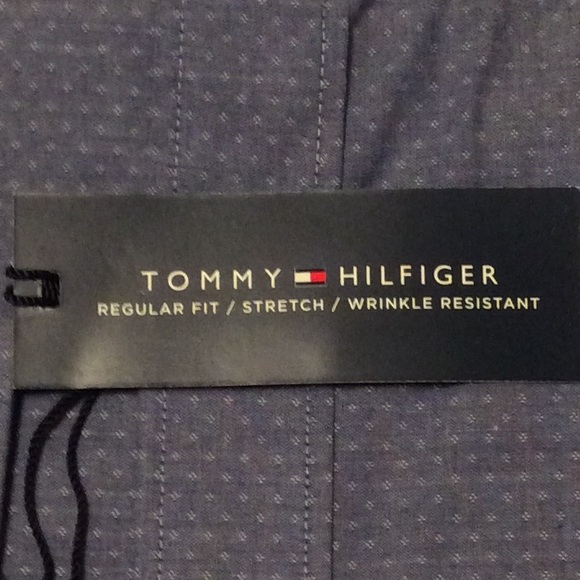 TOMMY HILFIGER
REGULAR FIT / STRETCH / WRINKLE RESISTANT